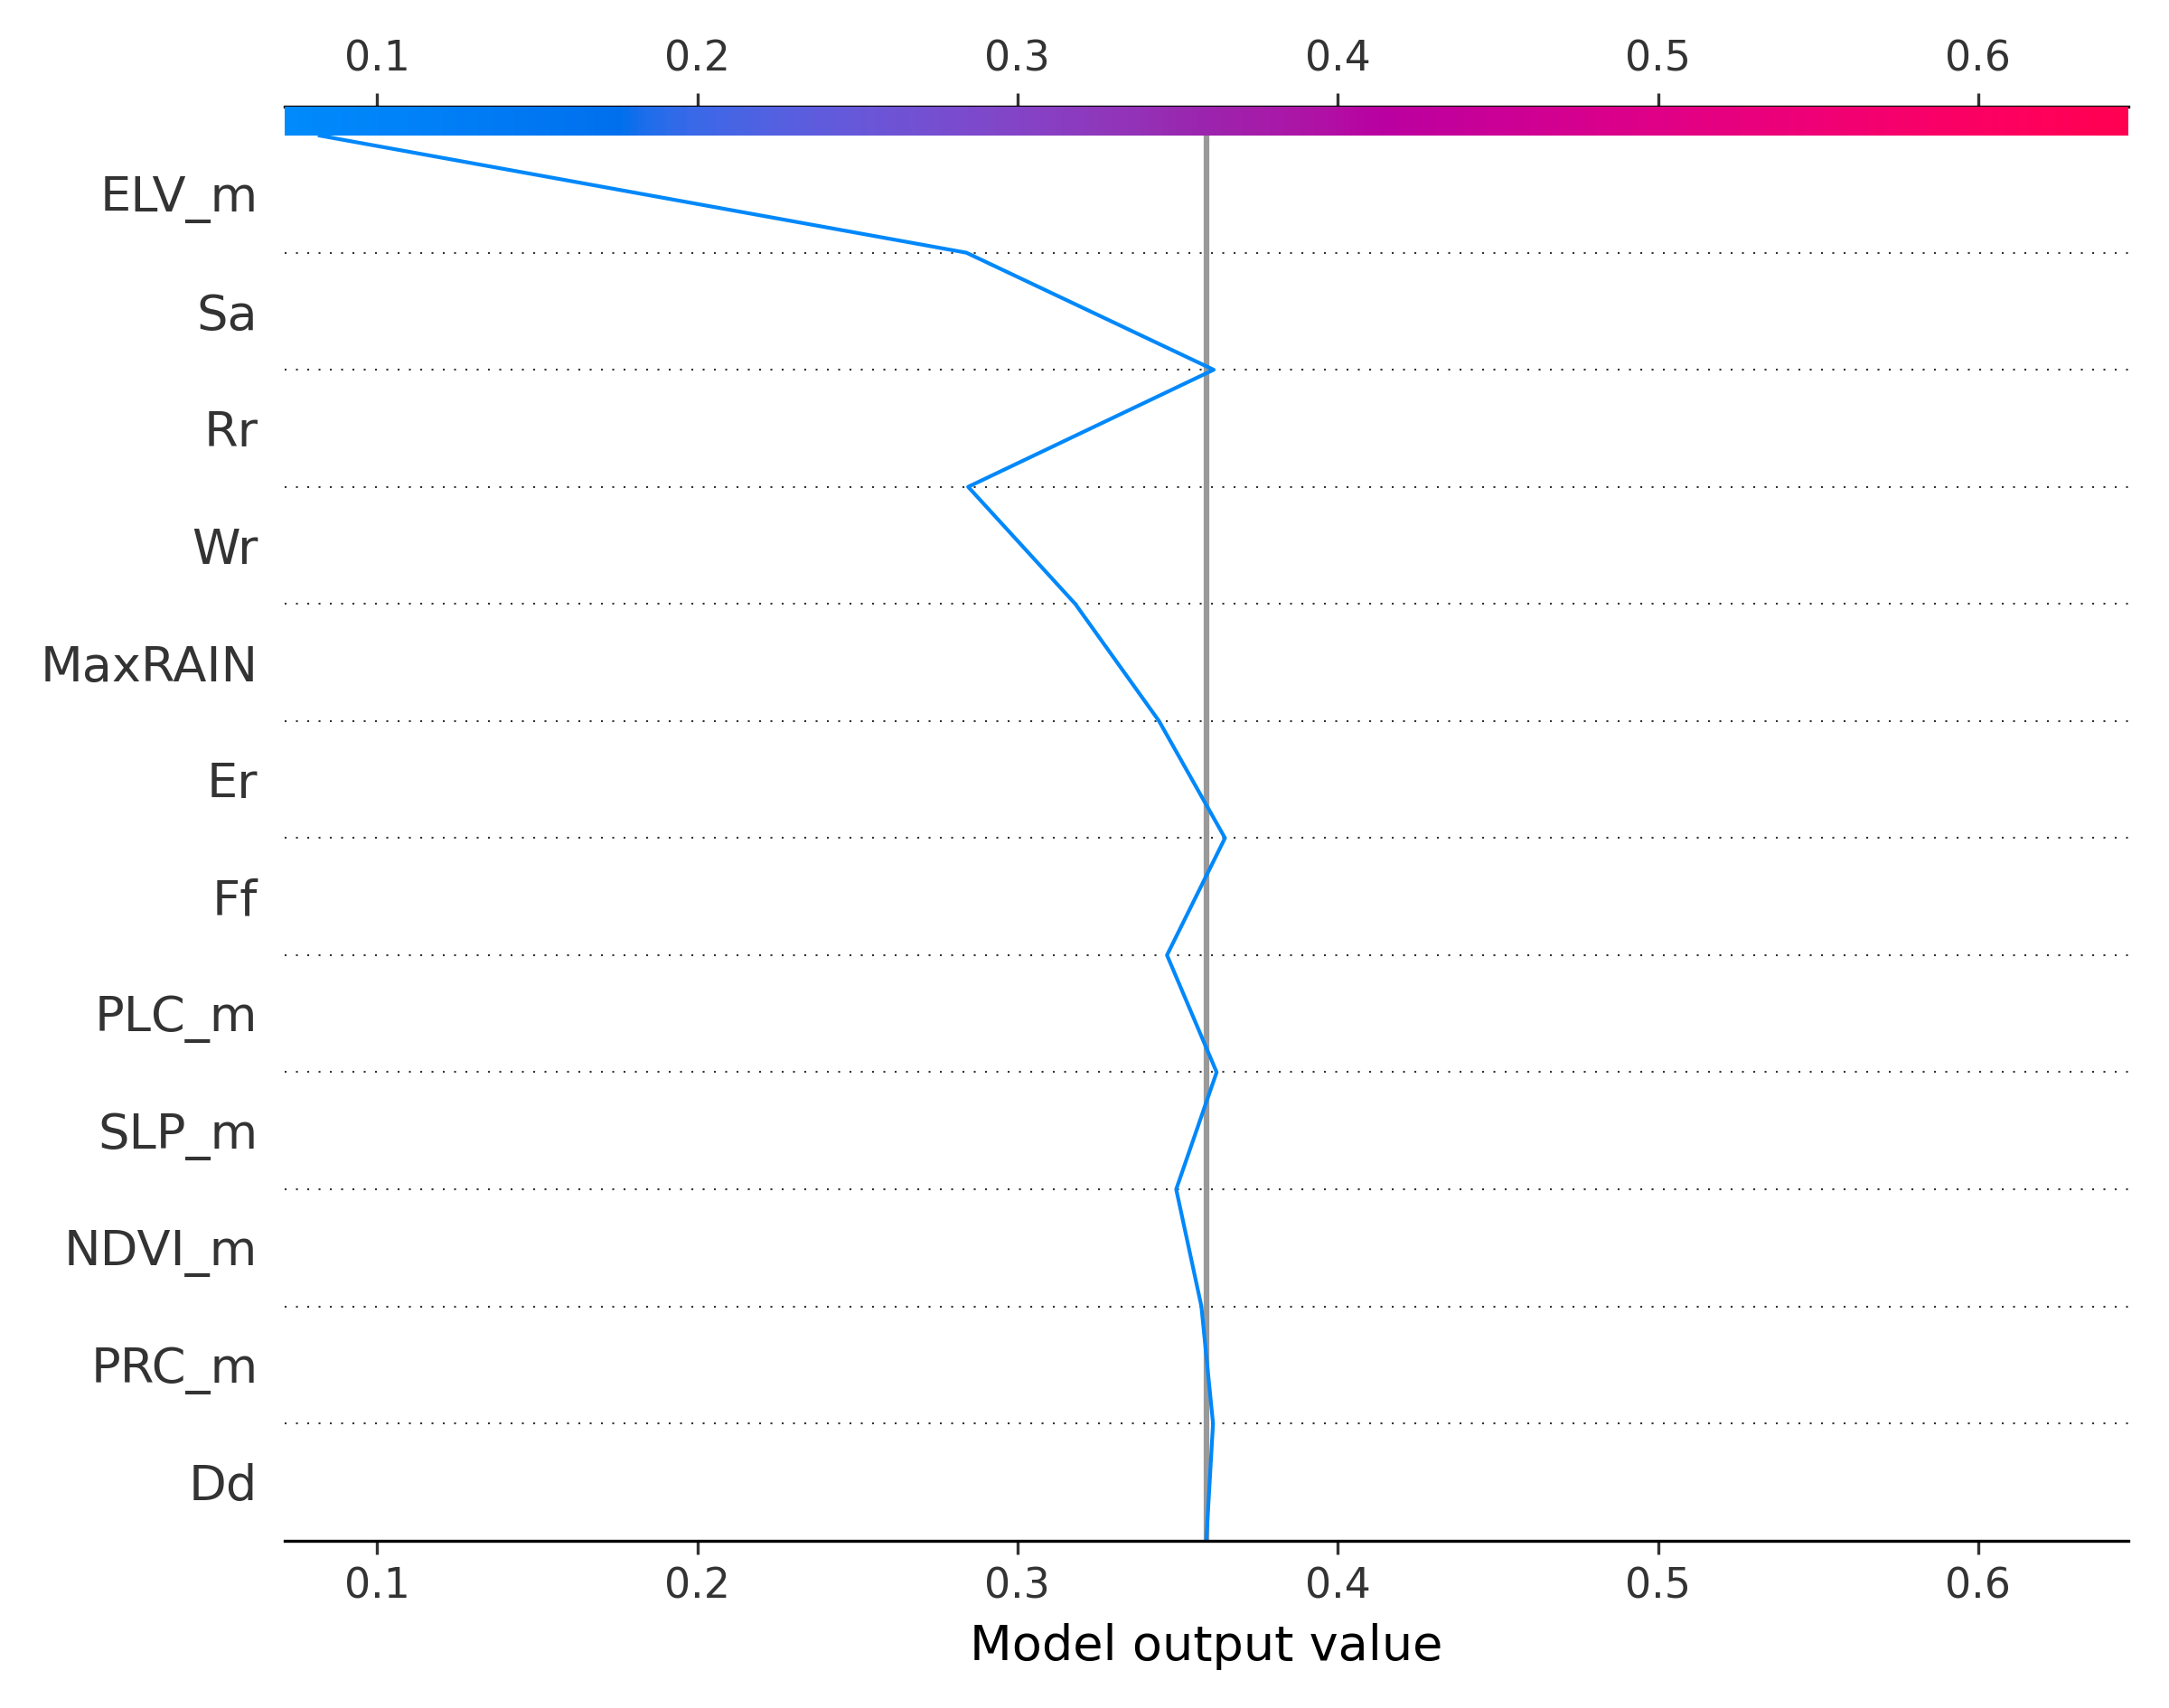 0.1 0.2 0.3 0.4 0.5 0.6
ELV_m
Sa
Rr
Wr
MaxRAIN
Er
Ff
PLC_m
SLP_m
NDVI_m
PRC_m
Dd
0.1 0.2 0.3 0.4 0.5 0.6
Model output value